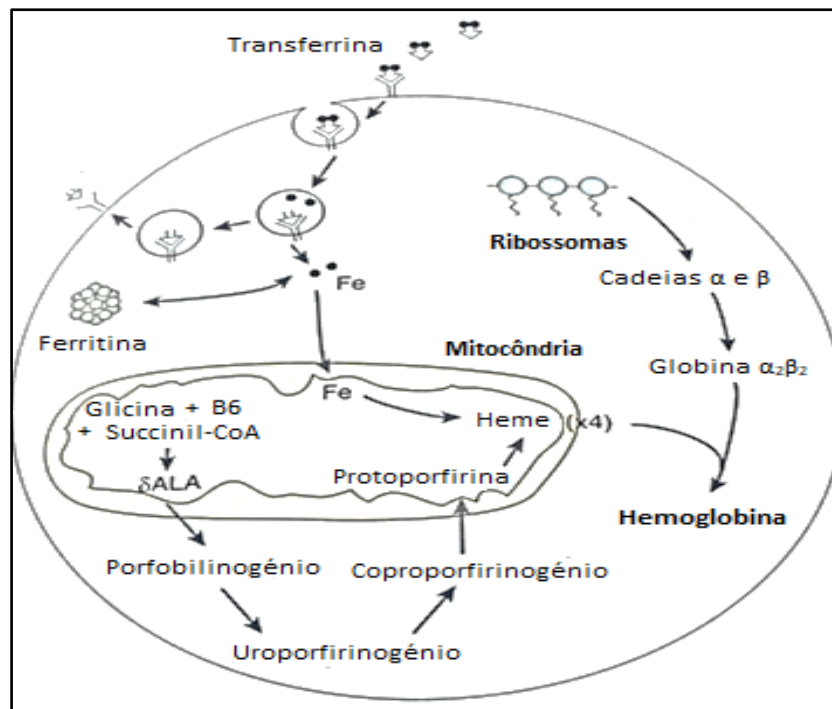 Transferrina
Ribossomas
Cadeias α e β
Fe
Ferritina
Mitocôndria
Globina α₂β₂
Fe
Glicina + B6
+ Succinil-CoA
Heme (x4)
Protoporfirina
δALA
Hemoglobina
Porfobilinogénio
Coproporfirinogénio
Uroporfirinogénio